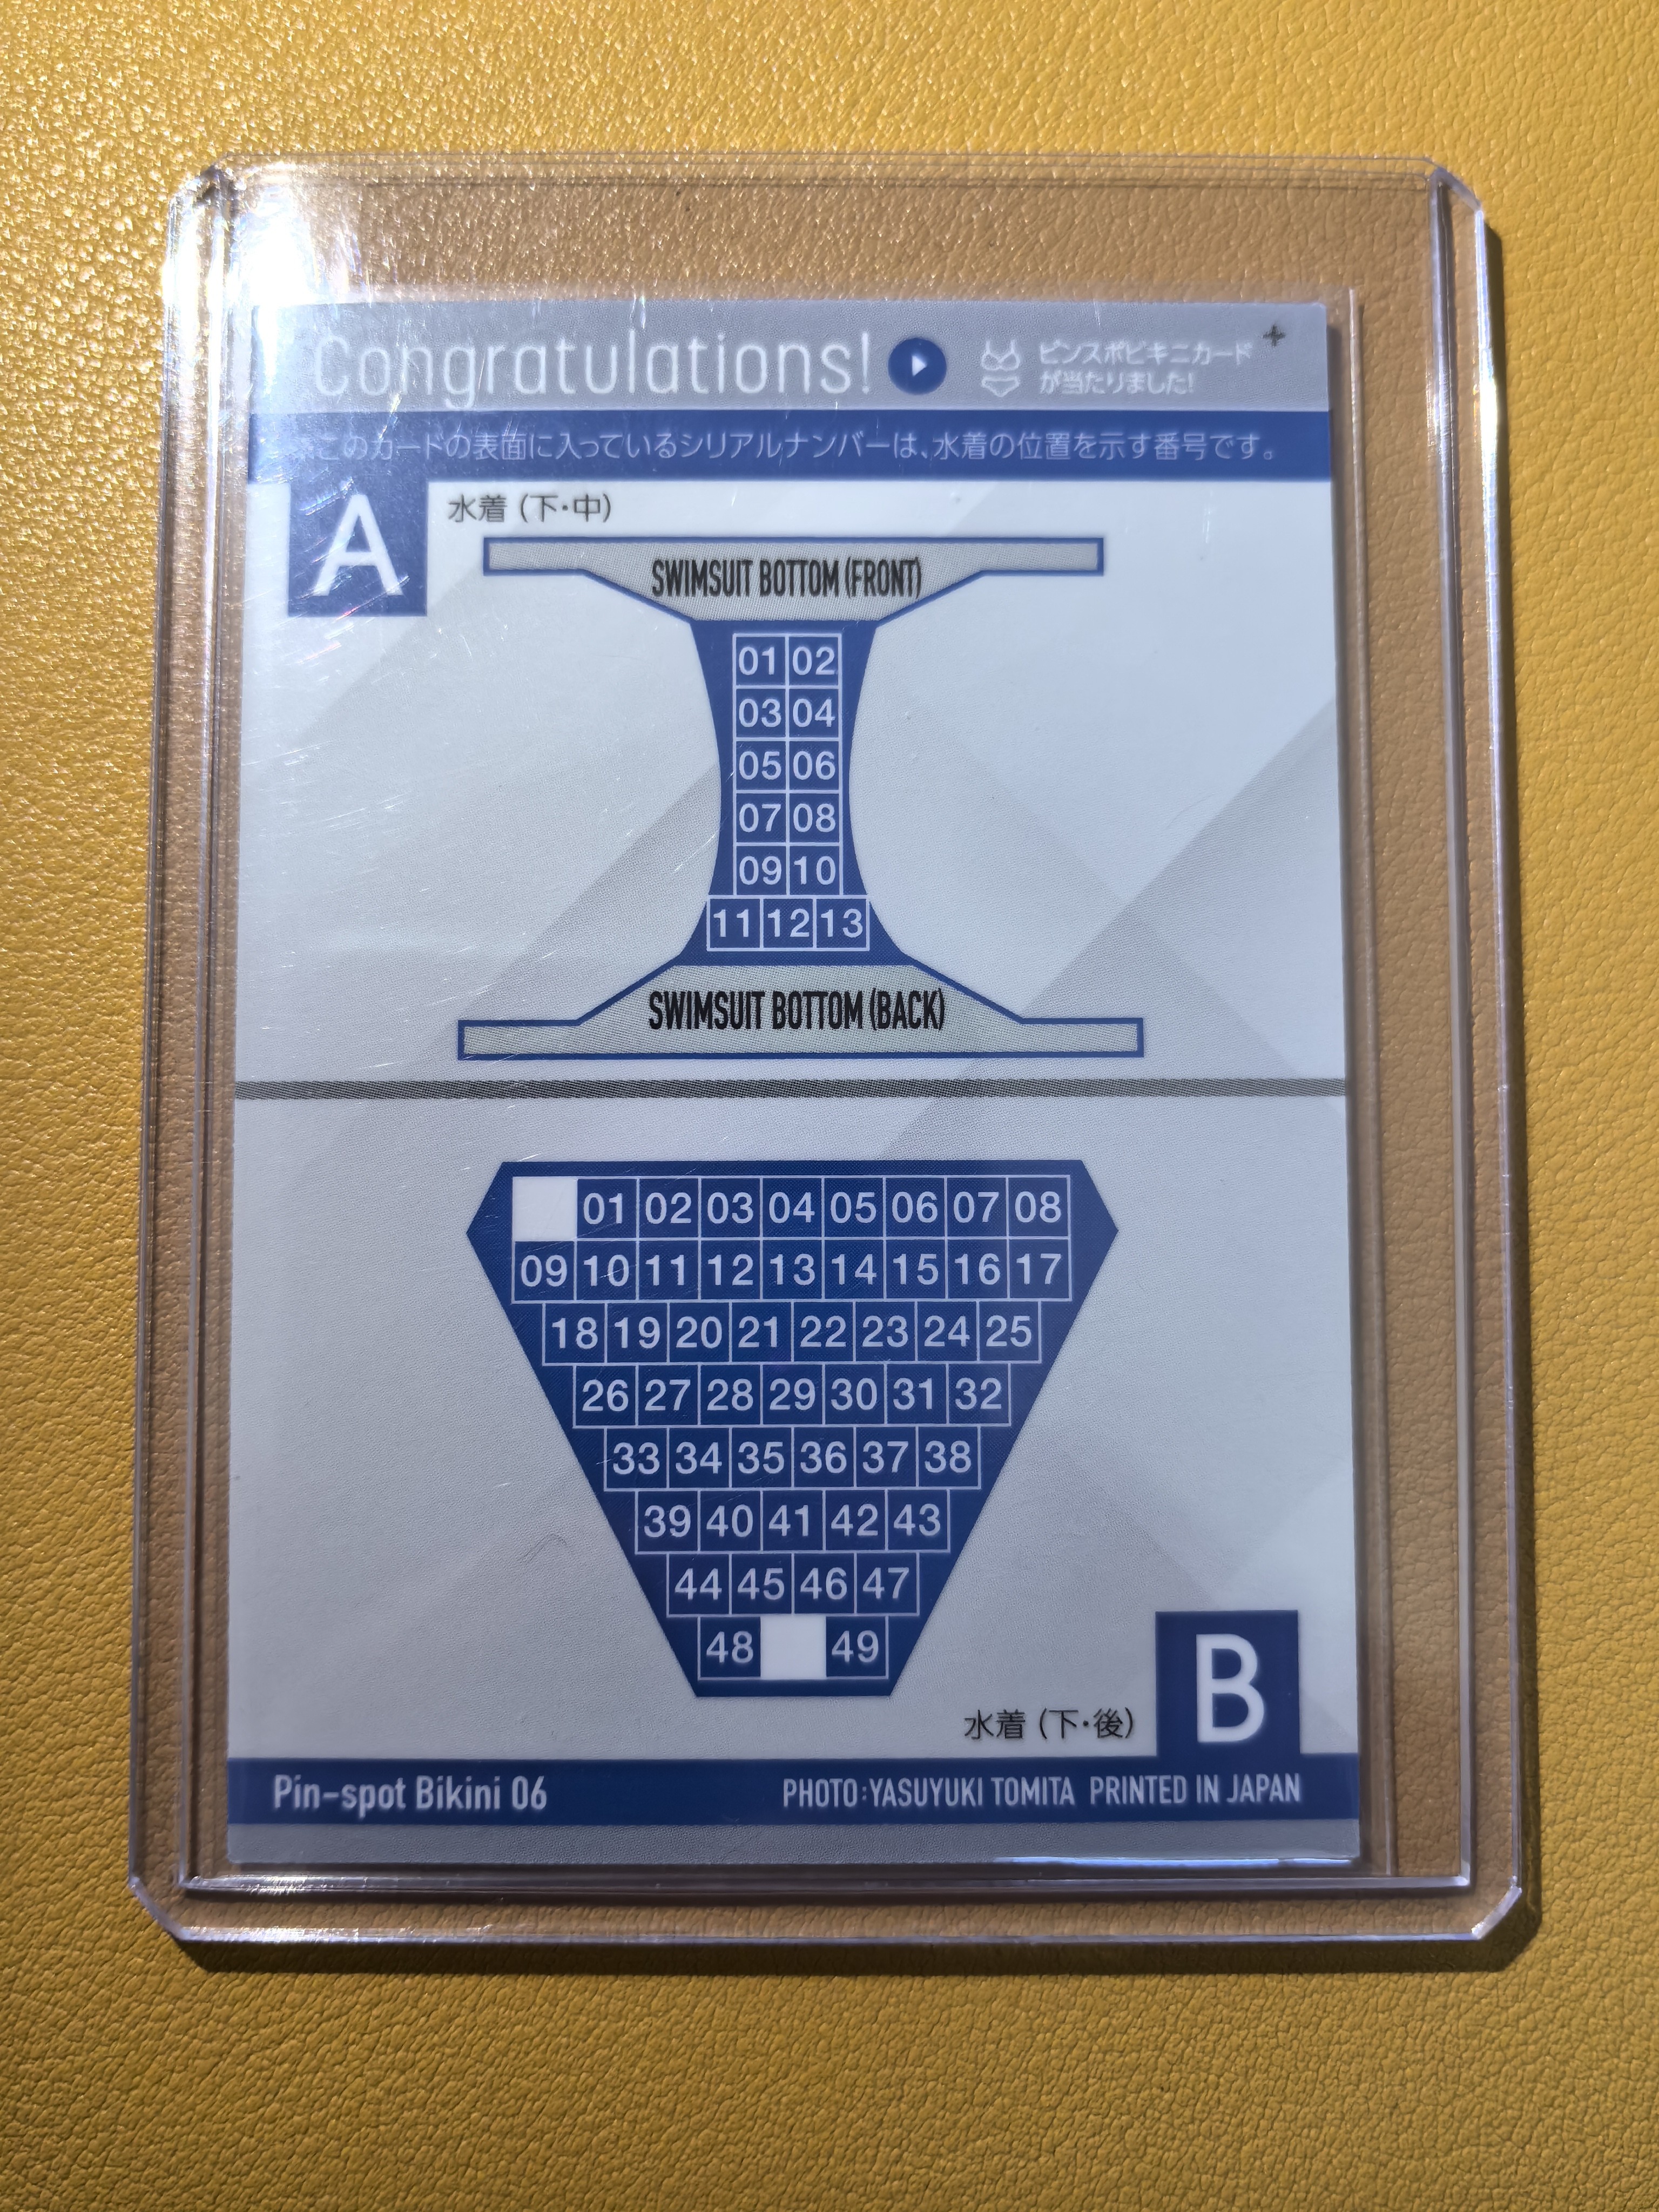 Congratulations!
ピンスポビキニカード
が当たりました!
このカードの表面に入っているシリアルナンバーは、水着の位置を示す番号です。
A
水着 (下・中)
SWIMSUIT BOTTOM (FRONT)
01 02
03 04
05 06
07 08
09 10
11 12 13
SWIMSUIT BOTTOM (BACK)
01 02 03 04 05 06 07 08
09 10 11 12 13 14 15 16 17
18 19 20 21 22 23 24 25
26 27 28 29 30 31 32
33 34 35 36 37 38
39 40 41 42 43
44 45 46 47
48 49
水着 (下・後)
B
Pin-spot Bikini 06
PHOTO:YASUYUKI TOMITA PRINTED IN JAPAN